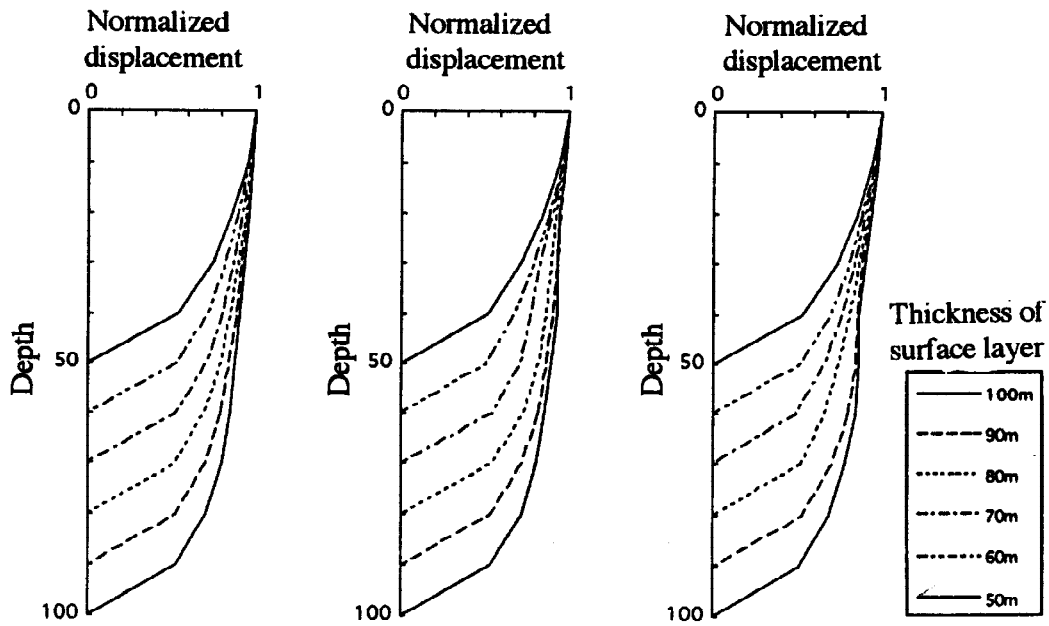 Normalized
displacement
0 1
0
50
100
Depth
Normalized
displacement
0 1
0
50
100
Depth
Normalized
displacement
0 1
0
50
100
Depth
Thickness of
surface layer
100m
90m
80m
70m
60m
50m